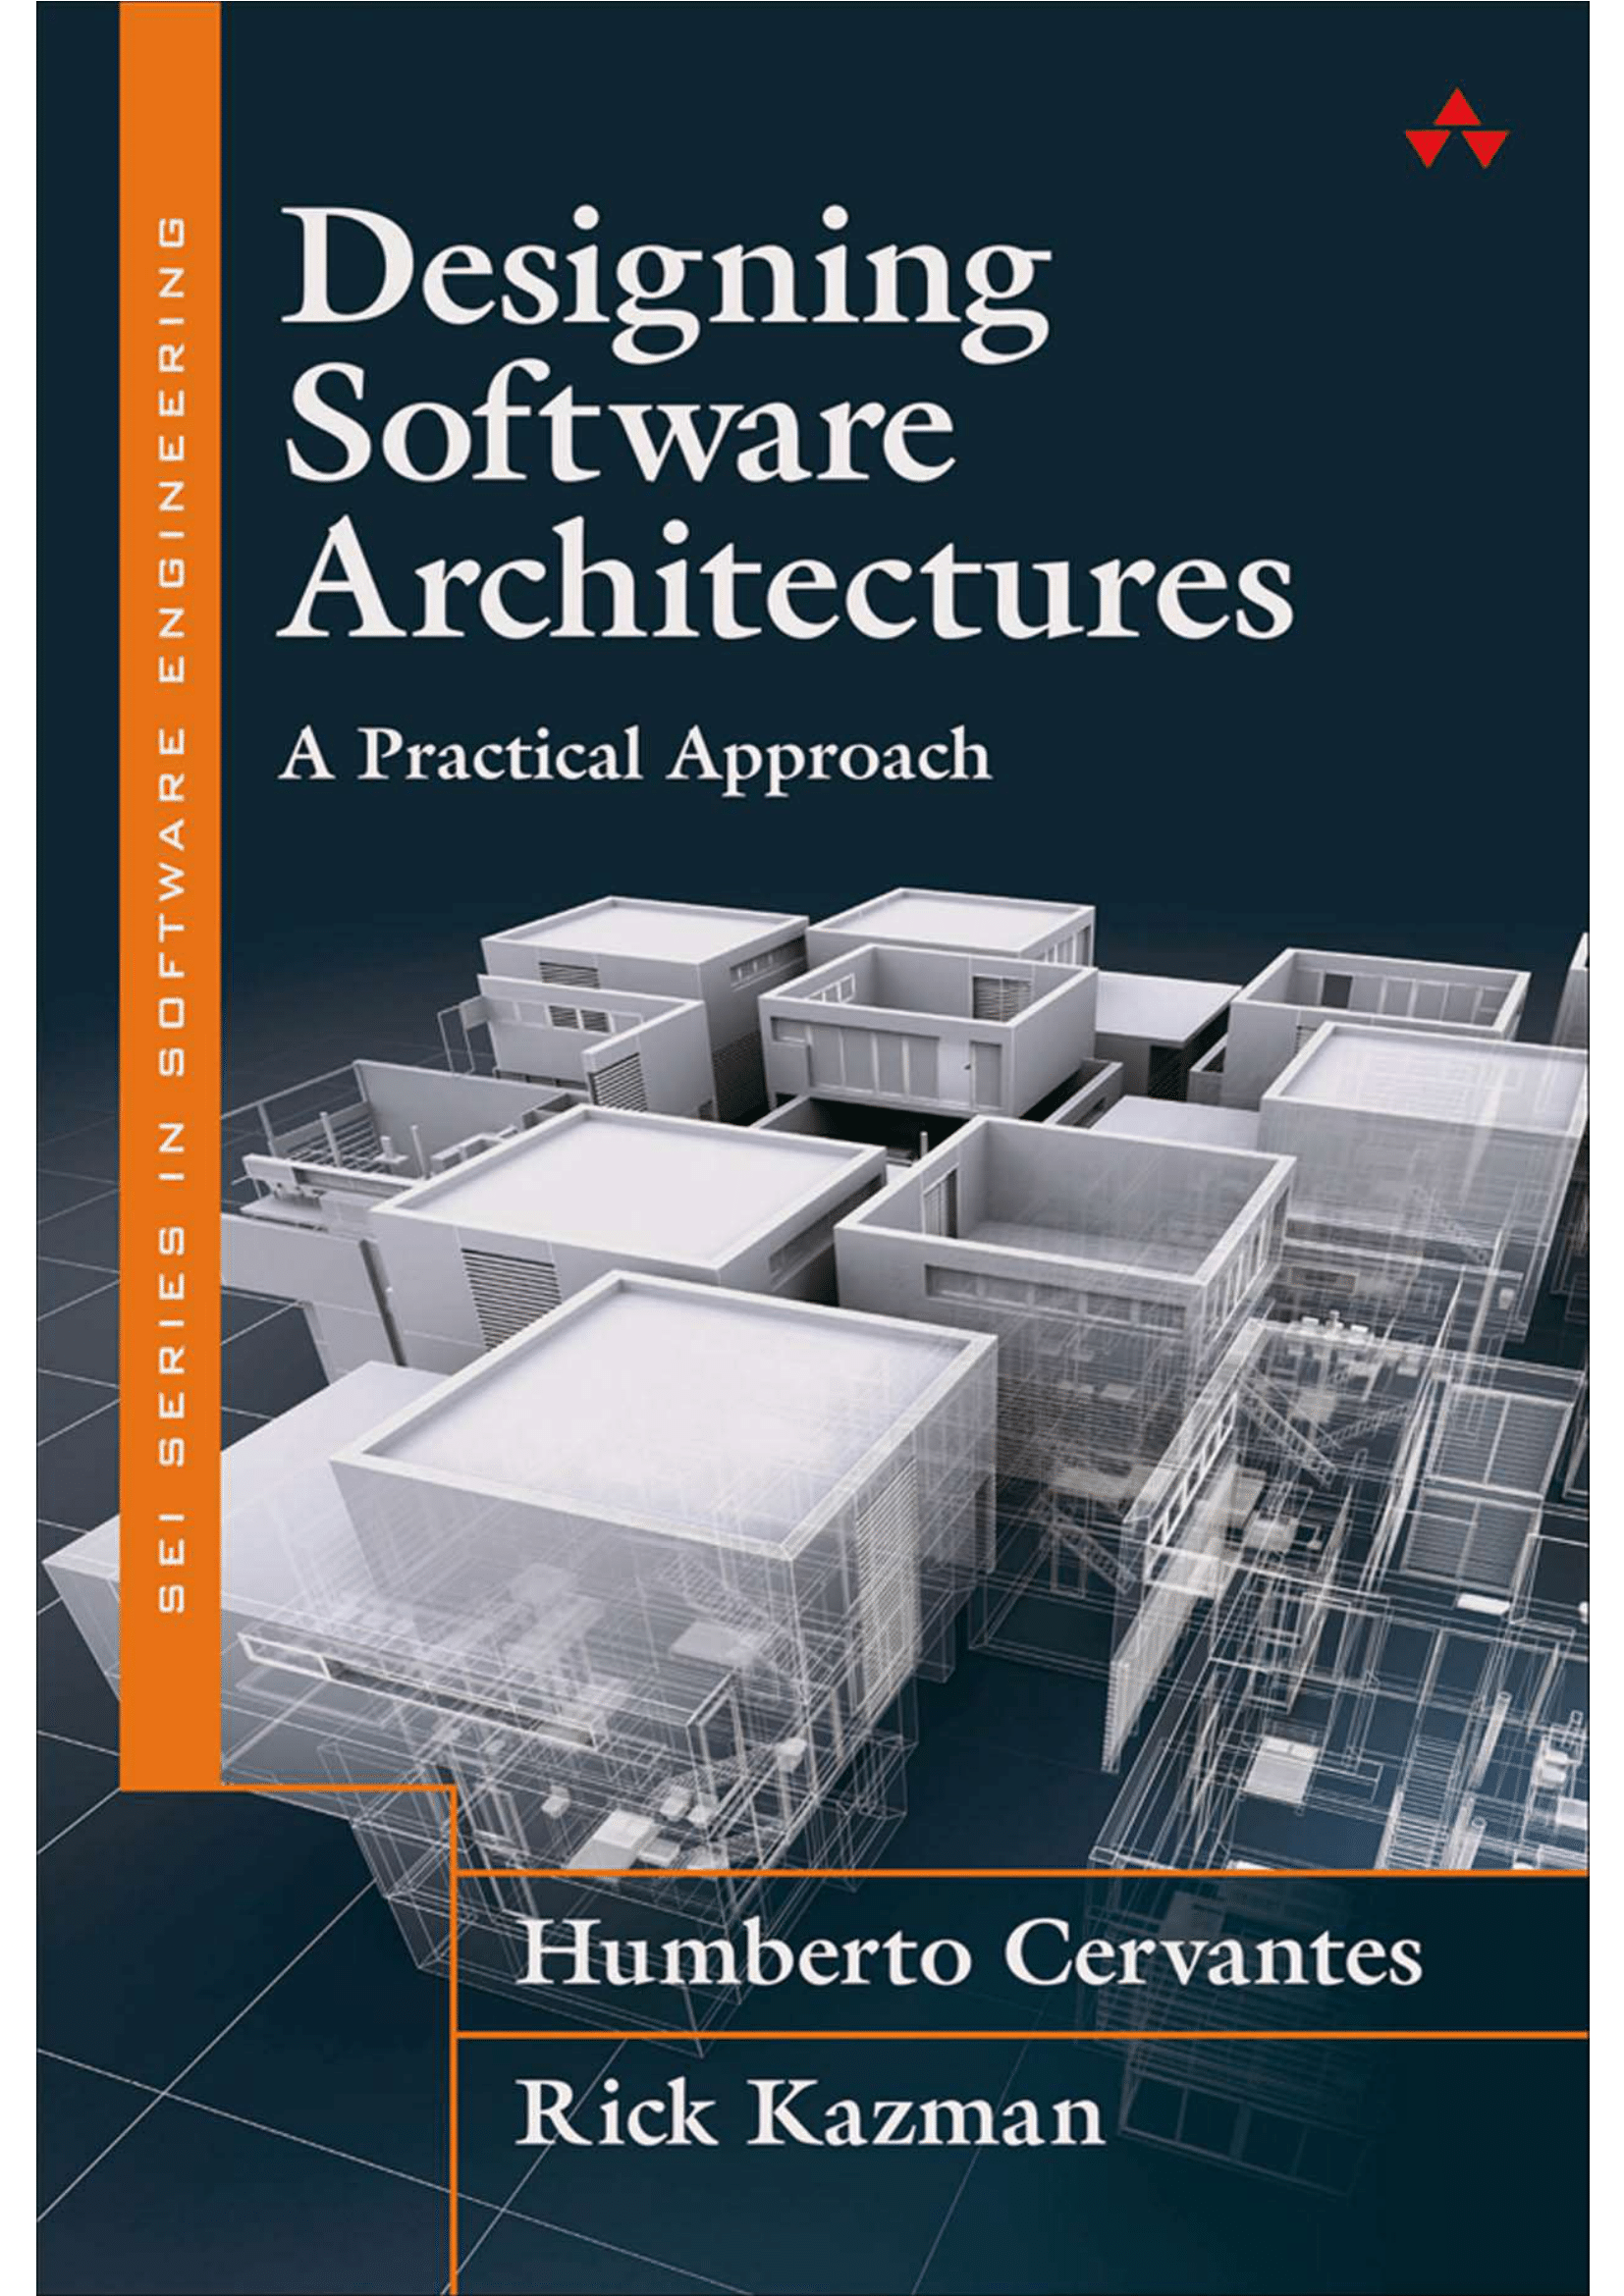 SEI SERIES IN SOFTWARE ENGINEERING
Designing
Software
Architectures
A Practical Approach
Humberto Cervantes
Rick Kazman